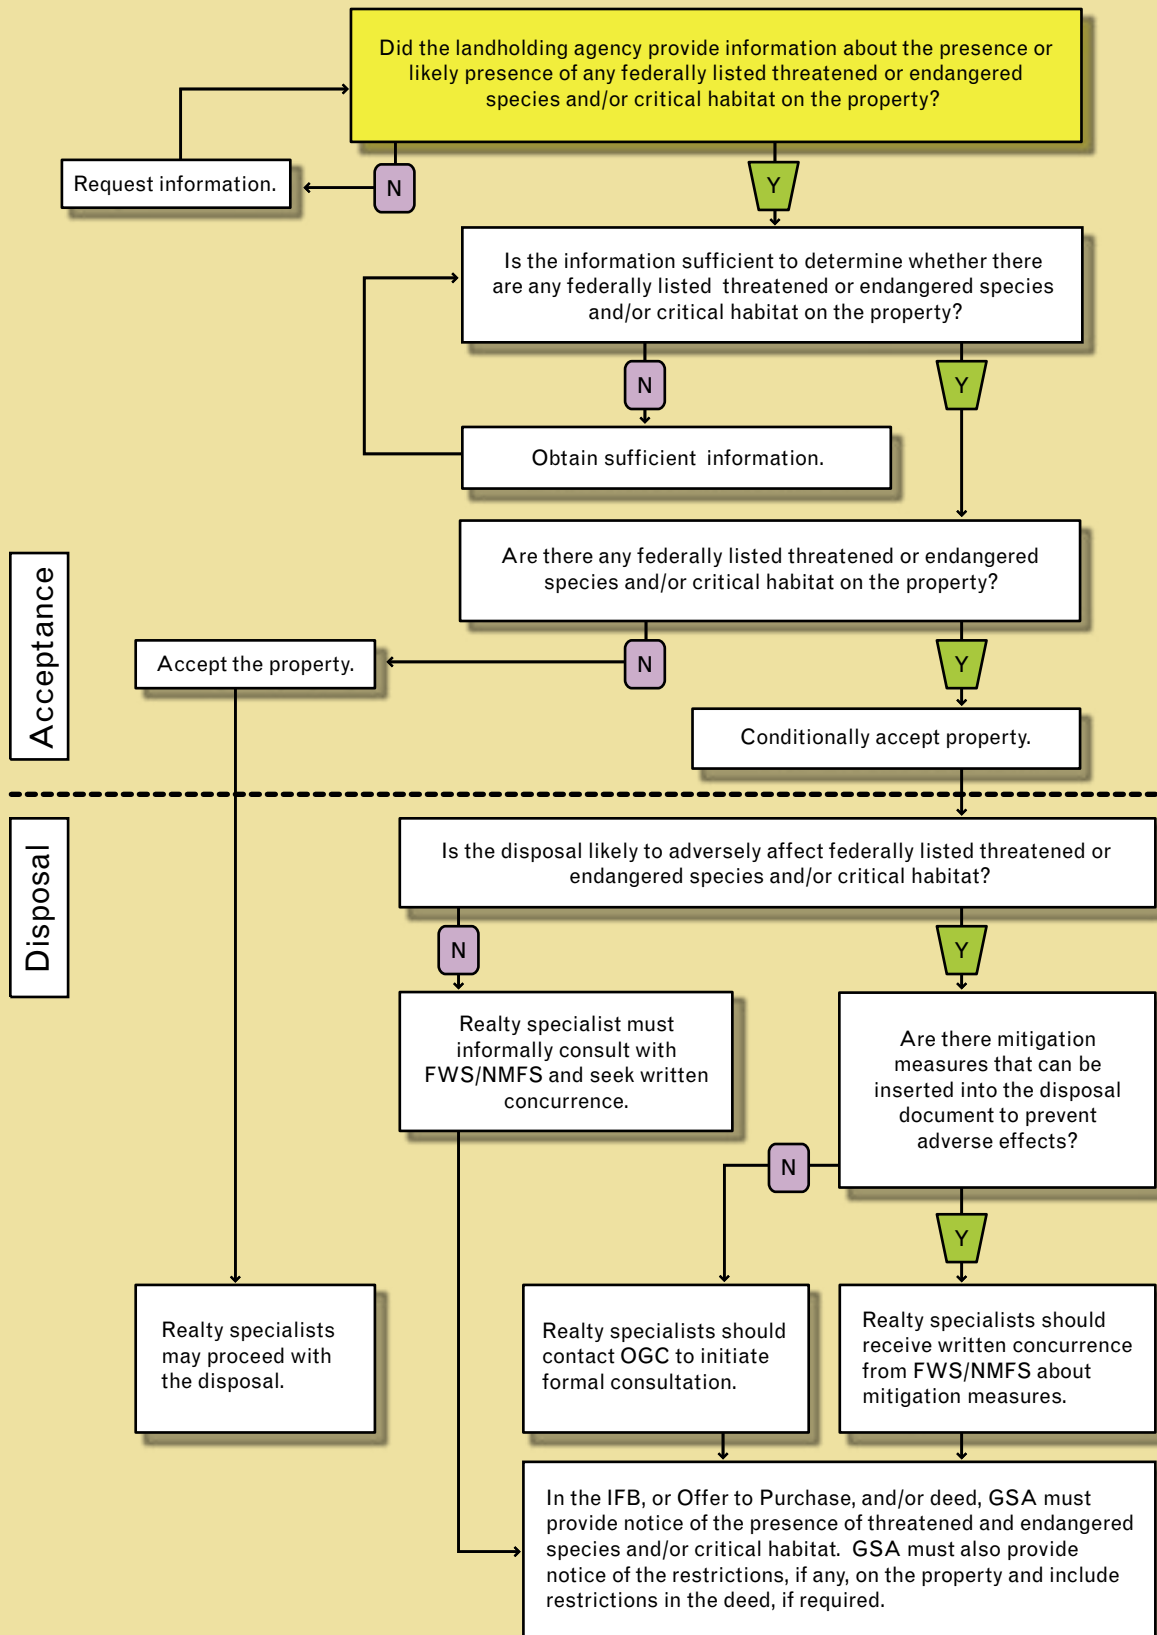 Did the landholding agency provide information about the presence or
likely presence of any federally listed threatened or endangered
species and/or critical habitat on the property?
Request information.
N
Y
Is the information sufficient to determine whether there
are any federally listed threatened or endangered species
and/or critical habitat on the property?
N
Y
Obtain sufficient information.
Are there any federally listed threatened or endangered
species and/or critical habitat on the property?
Acceptance
Accept the property.
N
Y
Conditionally accept property.
Disposal
Is the disposal likely to adversely affect federally listed threatened or
endangered species and/or critical habitat?
N
Y
Realty specialist must
informally consult with
FWS/NMFS and seek written
concurrence.
Are there mitigation
measures that can be
inserted into the disposal
document to prevent
adverse effects?
N
Y
Realty specialists
may proceed with
the disposal.
Realty specialists should
contact OGC to initiate
formal consultation.
Realty specialists should
receive written concurrence
from FWS/NMFS about
mitigation measures.
In the IFB, or Offer to Purchase, and/or deed, GSA must
provide notice of the presence of threatened and endangered
species and/or critical habitat. GSA must also provide
notice of the restrictions, if any, on the property and include
restrictions in the deed, if required.